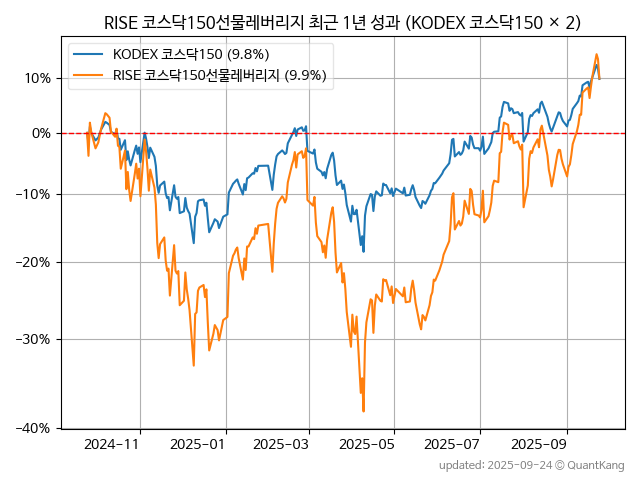 RISE 코스닥150선물레버리지 최근 1년 성과 (KODEX 코스닥150 × 2)
KODEX 코스닥150 (9.8%)
RISE 코스닥150선물레버리지 (9.9%)
10%
0%
−10%
−20%
−30%
−40%
2024-11 2025-01 2025-03 2025-05 2025-07 2025-09
updated: 2025-09-24 © QuantKang